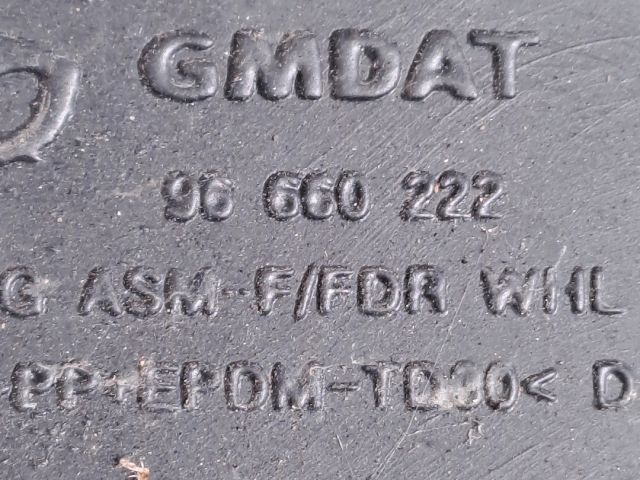 GMDAT
96 660 222
G ASM-F/FDR WHL
PP+EPDM-TD30< D